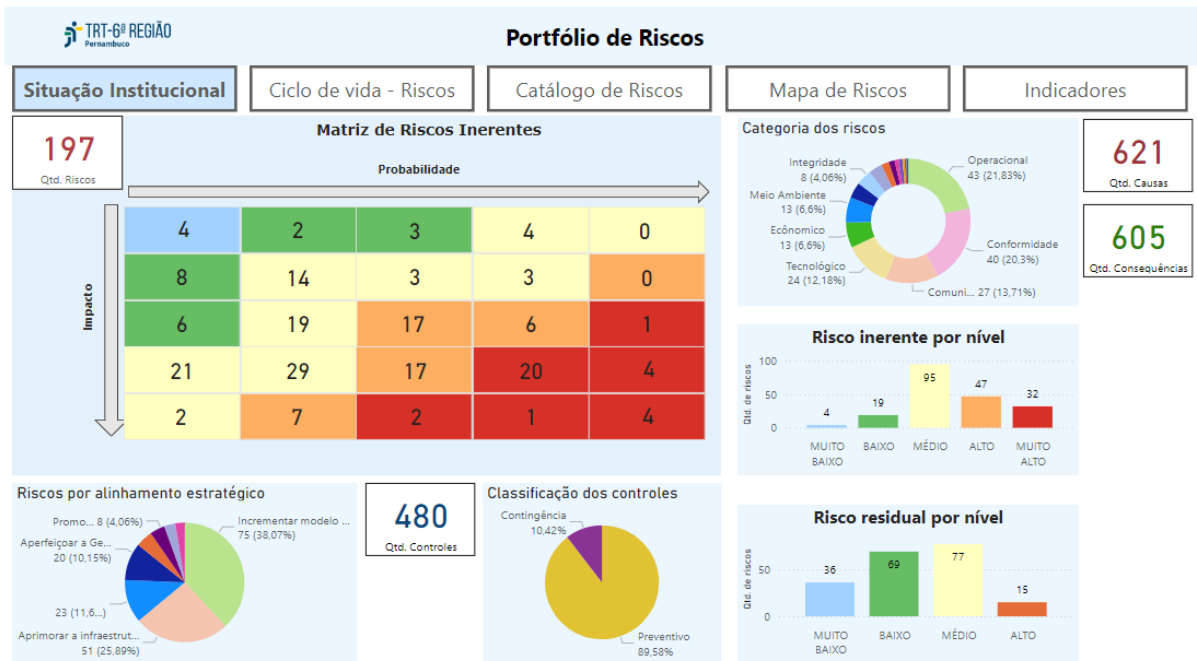 TRT-6ª REGIÃO
Pernambuco
Portfólio de Riscos
Situação Institucional
Ciclo de vida - Riscos
Catálogo de Riscos
Mapa de Riscos
Indicadores
197
Qtd. Riscos
Matriz de Riscos Inerentes
Probabilidade
Impacto
4 2 3 4 0
8 14 3 3 0
6 19 17 6 1
21 29 17 20 4
2 7 2 1 4
Categoria dos riscos
Integridade
8 (4,06%)
Meio Ambiente
13 (6,6%)
Ecônomico
13 (6,6%)
Tecnológico
24 (12,18%)
Operacional
43 (21,83%)
Conformidade
40 (20,3%)
Comuni... 27 (13,71%)
621
Qtd. Causas
605
Qtd. Consequências
Risco inerente por nível
Qtd. de riscos
100
50
0
4
19
95
47
32
MUITO BAIXO
BAIXO
MÉDIO
ALTO
MUITO ALTO
Riscos por alinhamento estratégico
Promo... 8 (4,06%)
Aperfeiçoar a Ge...
20 (10,15%)
23 (11,6...)
Aprimorar a infraestrut...
51 (25,89%)
Incrementar modelo ...
75 (38,07%)
480
Qtd. Controles
Classificação dos controles
Contingência
10,42%
Preventivo
89,58%
Risco residual por nível
Qtd. de riscos
50
0
36
69
77
15
MUITO BAIXO
BAIXO
MÉDIO
ALTO